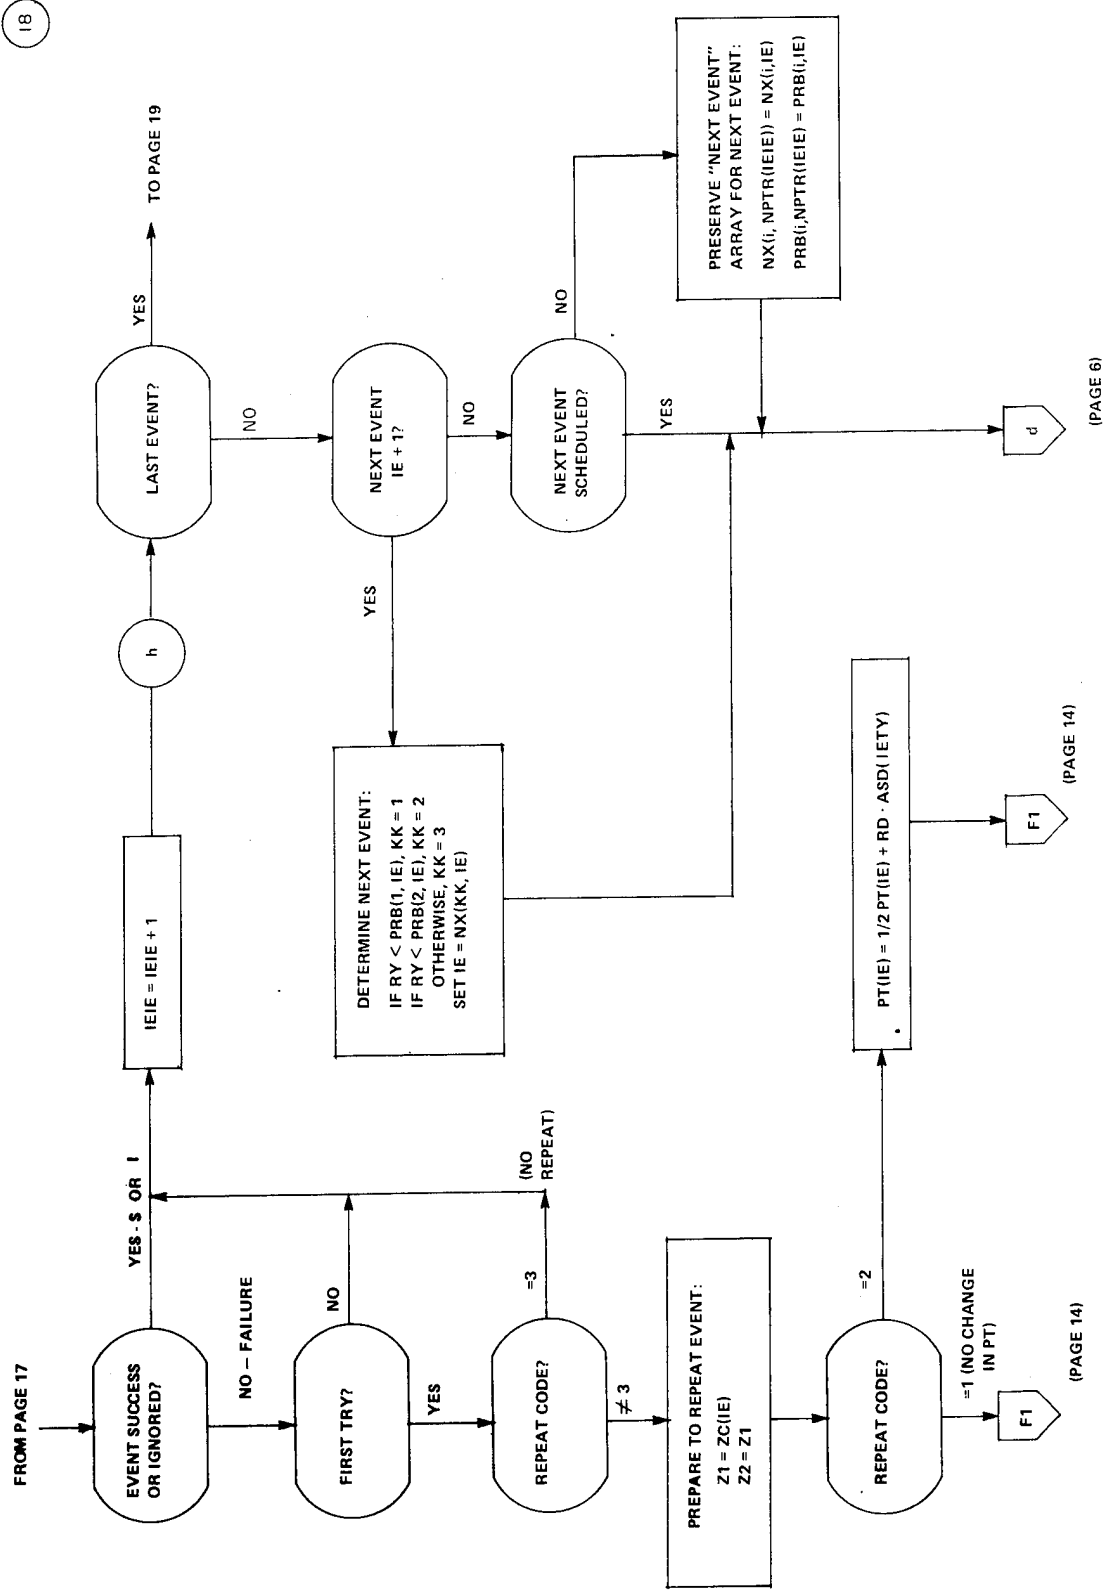 18
FROM PAGE 17
EVENT SUCCESS
OR IGNORED?
YES - S OR I
NO – FAILURE
FIRST TRY?
NO
YES
REPEAT CODE?
=3
(NO
REPEAT)
≠ 3
PREPARE TO REPEAT EVENT:
Z1 = ZC(IE)
Z2 = Z1
REPEAT CODE?
=2
=1 (NO CHANGE
IN PT)
F1
(PAGE 14)
PT(IE) = 1/2 PT(IE) + RD · ASD(IETY)
F1
(PAGE 14)
IEIE = IEIE + 1
h
LAST EVENT?
YES
TO PAGE 19
NO
NEXT EVENT
IE + 1?
YES
NO
DETERMINE NEXT EVENT:
IF RY < PRB(1, IE), KK = 1
IF RY < PRB(2, IE), KK = 2
OTHERWISE, KK = 3
SET IE = NX(KK, IE)
NEXT EVENT
SCHEDULED?
NO
YES
PRESERVE "NEXT EVENT"
ARRAY FOR NEXT EVENT:
NX(i, NPTR(IEIE)) = NX(i,IE)
PRB(i,NPTR(IEIE) = PRB(i,IE)
d
(PAGE 6)